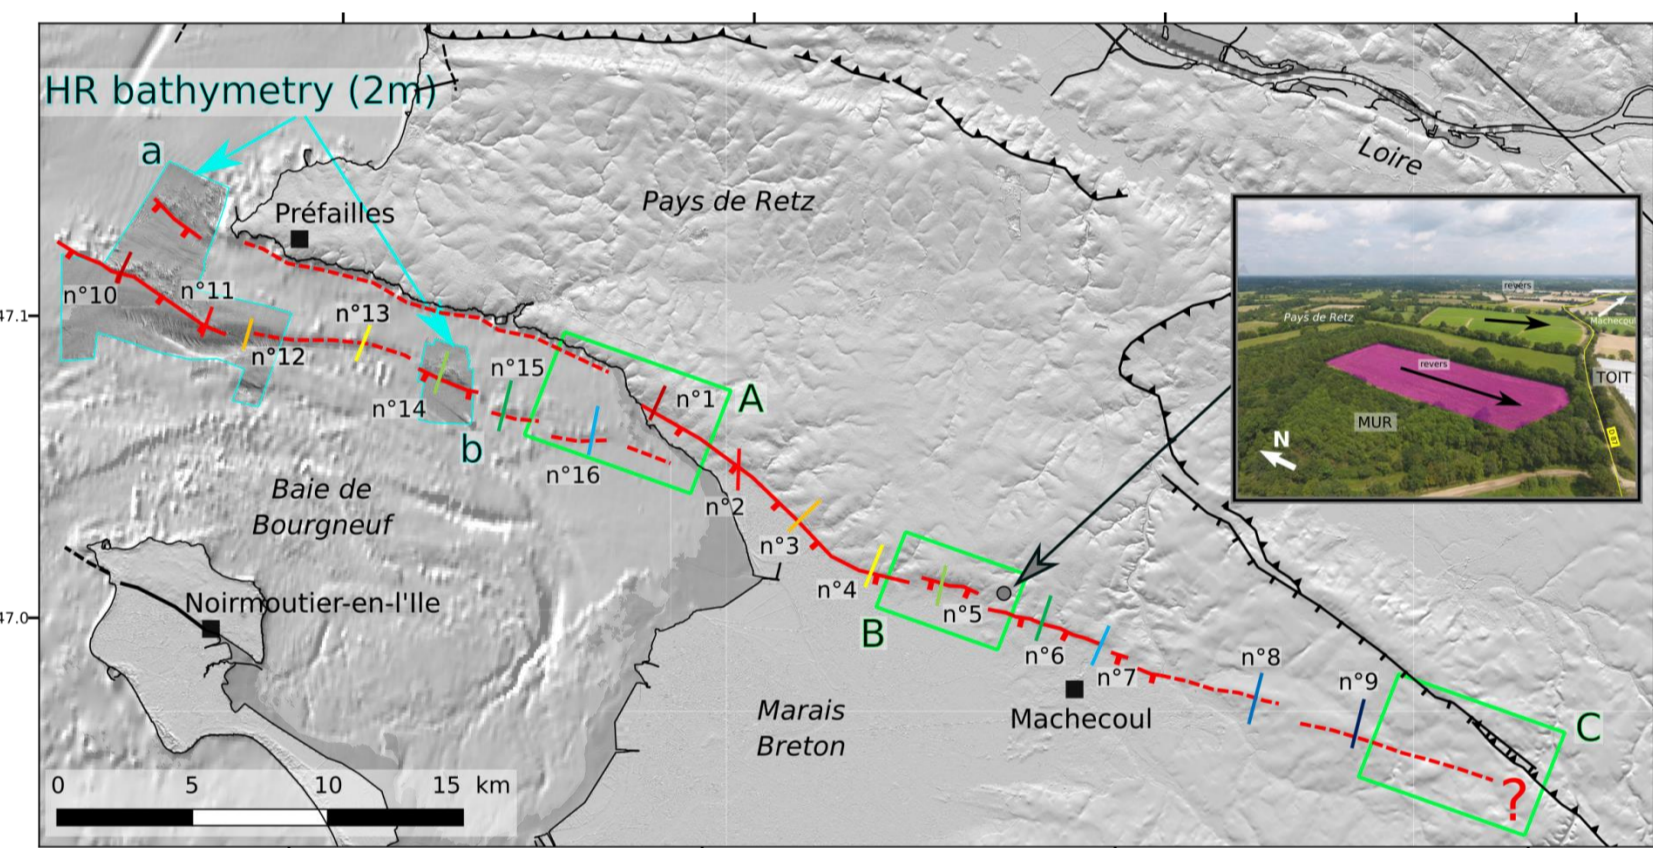 HR bathymetry (2m)
a
Préfailles
Pays de Retz
Loire
n°10
n°11
n°12
n°13
n°14
n°15
n°16
b
A
n°1
n°2
n°3
n°4
n°5
B
n°6
n°7
n°8
n°9
C
?
47.1
47.0
Baie de
Bourgneuf
Noirmoutier-en-l'Ile
Machecoul
Marais
Breton
0 5 10 15 km
revers
Pays de Retz
Machecoul
revers
TOIT
MUR
N